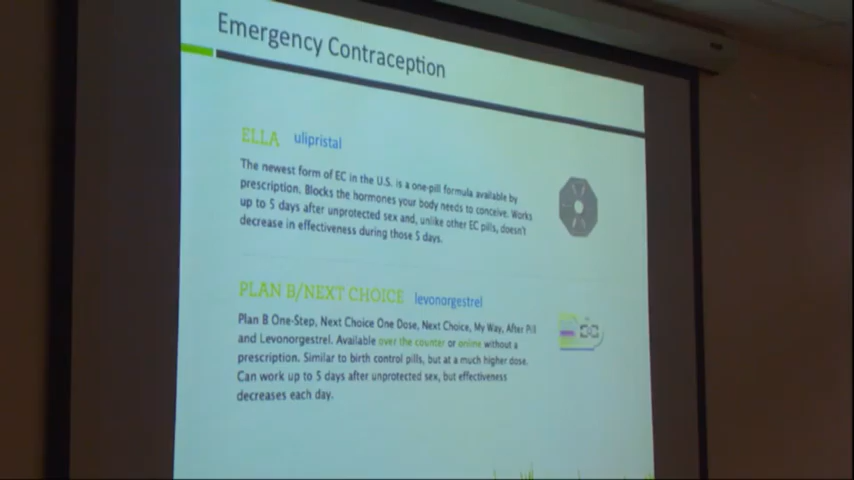 Emergency Contraception
ELLA ulipristal
The newest form of EC in the U.S. is a one-pill formula available by
prescription. Blocks the hormones your body needs to conceive. Works
up to 5 days after unprotected sex and, unlike other EC pills, doesn't
decrease in effectiveness during those 5 days.
PLAN B/NEXT CHOICE levonorgestrel
Plan B One-Step, Next Choice One Dose, Next Choice, My Way, After Pill
and Levonorgestrel. Available over the counter or online without a
prescription. Similar to birth control pills, but at a much higher dose.
Can work up to 5 days after unprotected sex, but effectiveness
decreases each day.